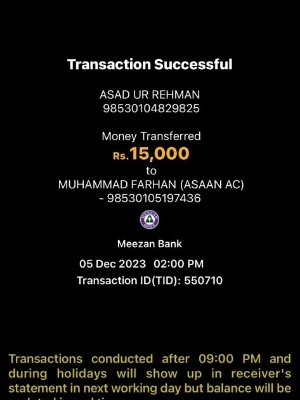 Transaction Successful
ASAD UR REHMAN
98530104829825
Money Transferred
Rs.15,000
to
MUHAMMAD FARHAN (ASAAN AC)
- 98530105197436
Meezan Bank
05 Dec 2023 02:00 PM
Transaction ID(TID): 550710
Transactions conducted after 09:00 PM and
during holidays will show up in receiver's
statement in next working day but balance will be